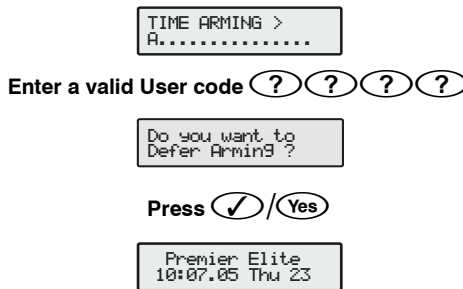 TIME ARMING >
A...............
Enter a valid User code ? ? ? ?
Do you want to
Defer Arming ?
Press ✓/Yes
Premier Elite
10:07.05 Thu 23